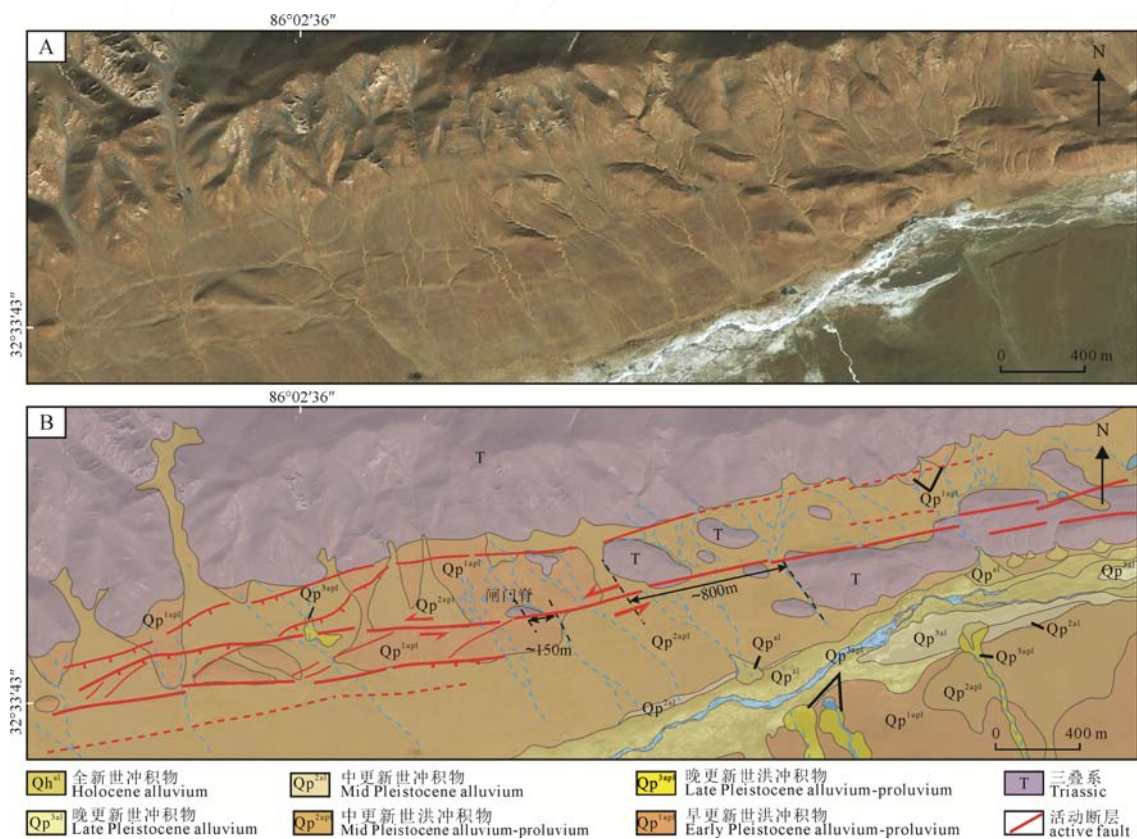 86°02′36″
A
N
32°33′43″
0 400 m
86°02′36″
B
N
T
Qp1apl
T
Qp1apl
Qp3apl
T
Qp1apl
闸门脊
Qp2apl
~800m
T
Qpal
Qp3al
Qp1apl
~150m
Qp2apl
Qp2al
Qp3al
Qpal
Qp3apl
Qpal
Qp3apl
Qp2apl
32°33′43″
Qp2al
Qp1apl
0 400 m
Qhal 全新世冲积物
Holocene alluvium
Qp2al 中更新世冲积物
Mid Pleistocene alluvium
Qp3apl 晚更新世洪冲积物
Late Pleistocene alluvium-proluvium
T 三叠系
Triassic
Qp3al 晚更新世冲积物
Late Pleistocene alluvium
Qp2apl 中更新世洪冲积物
Mid Pleistocene alluvium-proluvium
Qp1apl 早更新世洪冲积物
Early Pleistocene alluvium-proluvium
活动断层
active fault